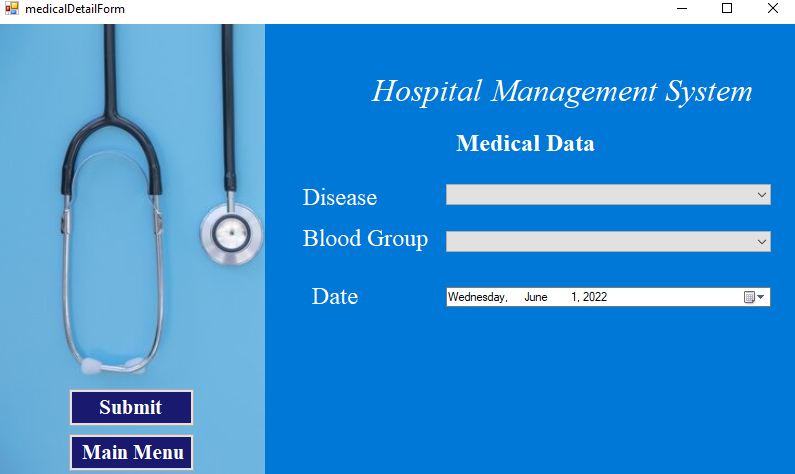 medicalDetailForm
Hospital Management System
Medical Data
Disease
Blood Group
Date
Wednesday, June 1, 2022
Submit
Main Menu